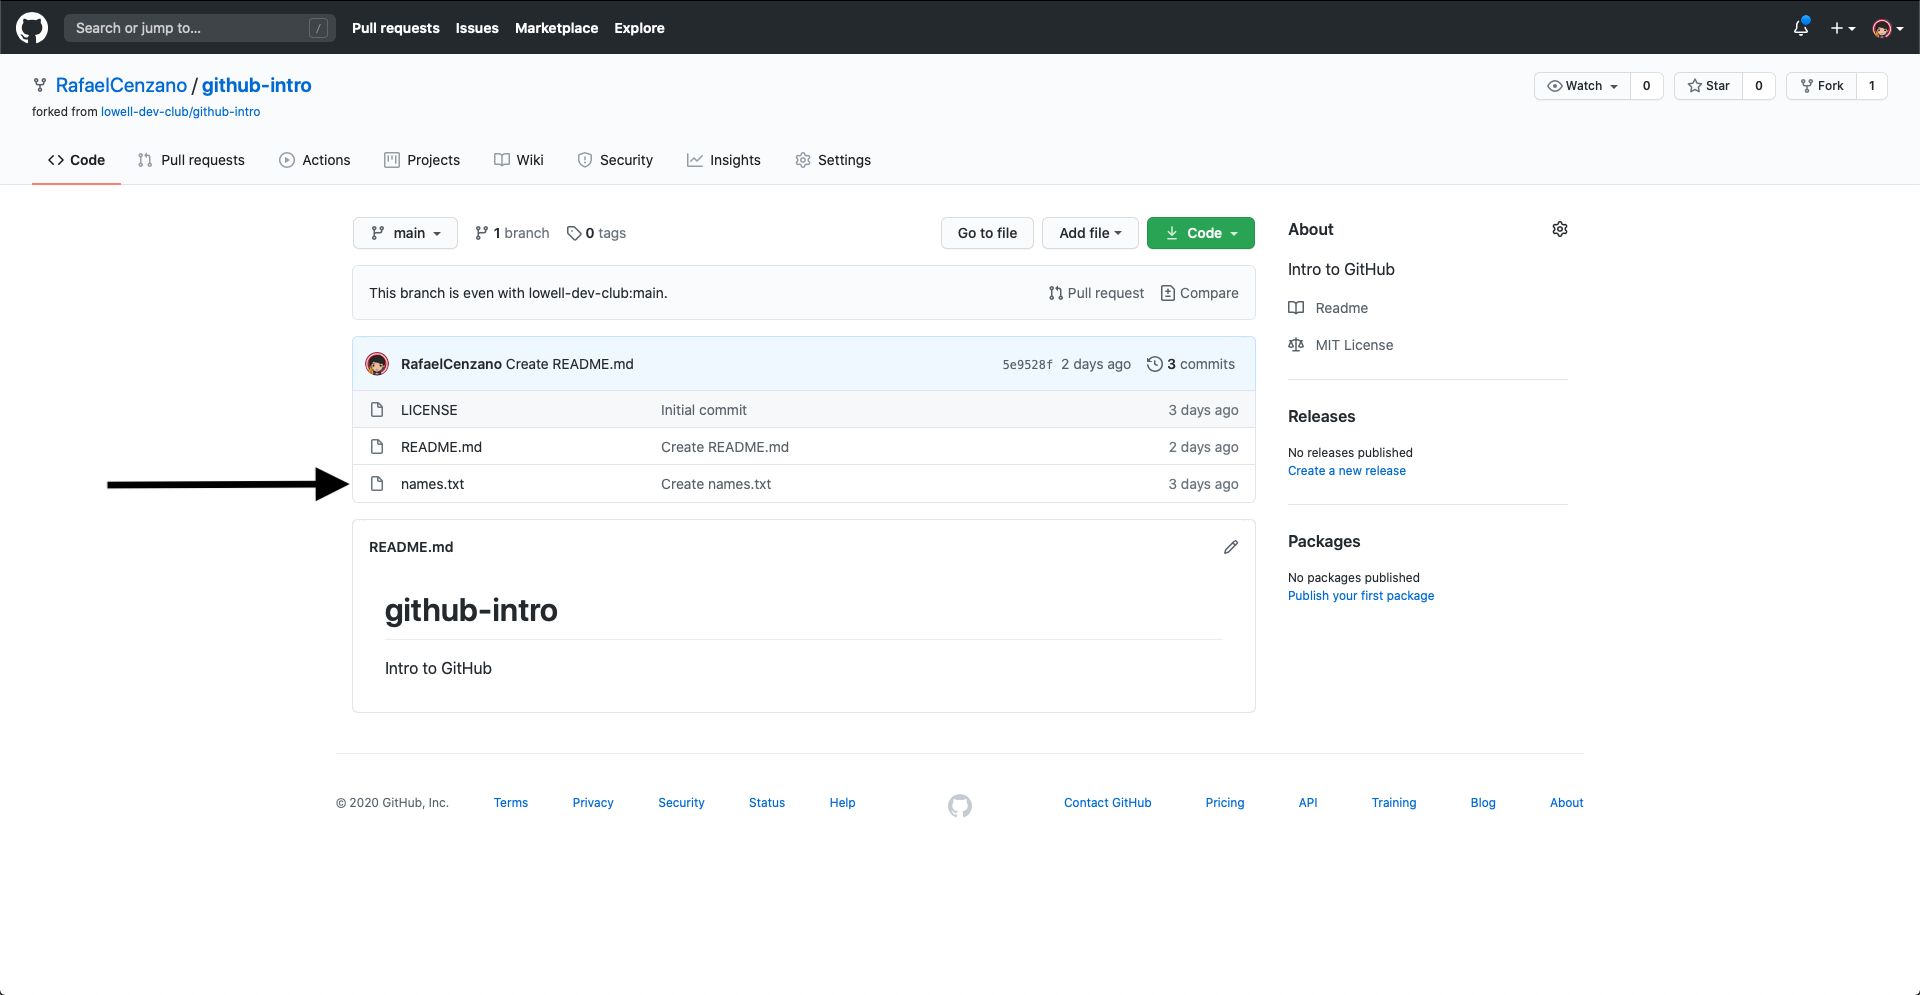 Search or jump to... / Pull requests Issues Marketplace Explore
RafaelCenzano / github-intro Watch 0 Star 0 Fork 1
forked from lowell-dev-club/github-intro
Code Pull requests Actions Projects Wiki Security Insights Settings
main 1 branch 0 tags Go to file Add file Code
This branch is even with lowell-dev-club:main. Pull request Compare
RafaelCenzano Create README.md 5e9528f 2 days ago 3 commits
LICENSE Initial commit 3 days ago
README.md Create README.md 2 days ago
names.txt Create names.txt 3 days ago
README.md
github-intro
Intro to GitHub
About
Intro to GitHub
Readme
MIT License
Releases
No releases published
Create a new release
Packages
No packages published
Publish your first package
© 2020 GitHub, Inc. Terms Privacy Security Status Help Contact GitHub Pricing API Training Blog About